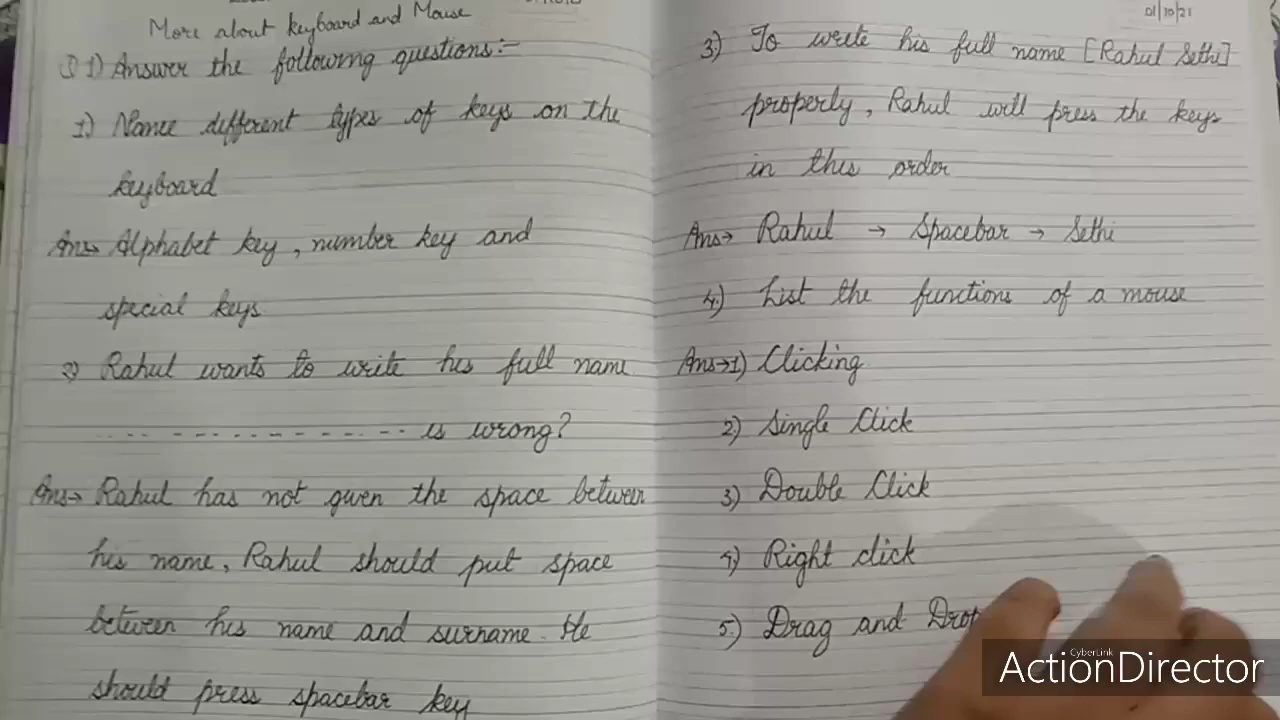 More about keyboard and Mouse
Q 1) Answer the following questions:-
1) Name different types of keys on the
keyboard
Ans→ Alphabet key, number key and
special keys
2) Rahul wants to write his full name
.. -- - - - - - - - - - - - - is wrong?
Ans→ Rahul has not given the space between
his name, Rahul should put space
between his name and surname. He
should press spacebar key
01/10/21
3) To write his full name [Rahul Sethi]
properly, Rahul will press the keys
in this order
Ans→ Rahul → Spacebar → Sethi
4.) List the functions of a mouse
Ans→1) Clicking
2) Single Click
3) Double Click
4) Right click
5.) Drag and Drop
CyberLink
ActionDirector